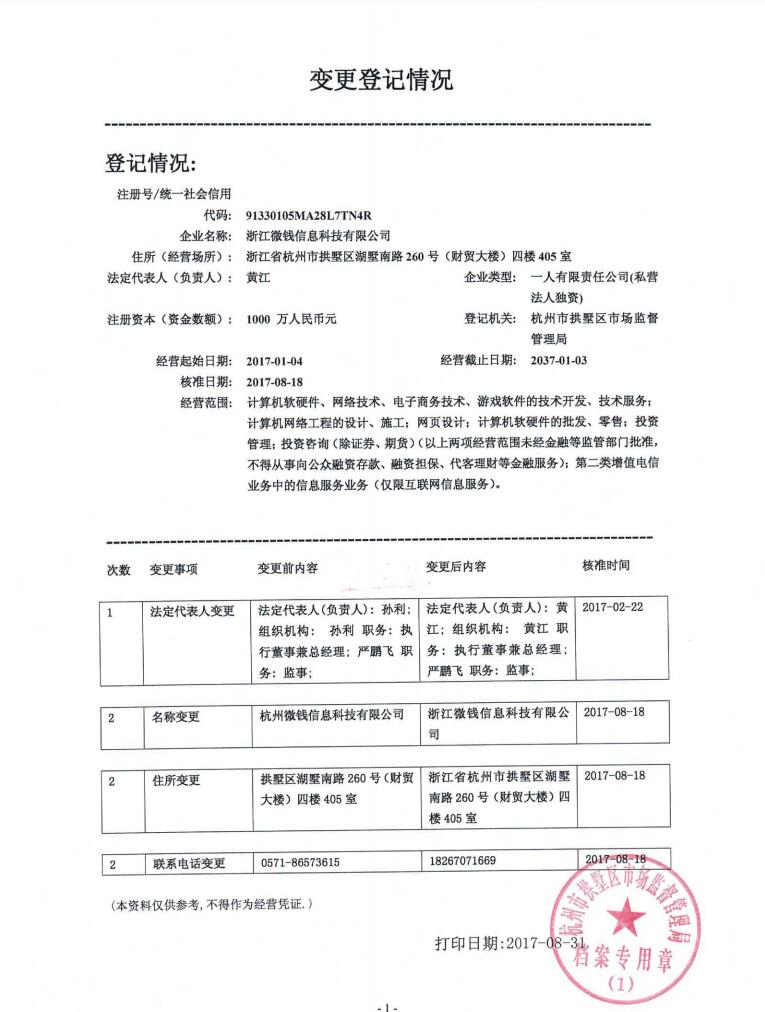 变更登记情况
登记情况:
注册号/统一社会信用
代码: 91330105MA28L7TN4R
企业名称: 浙江微钱信息科技有限公司
住所（经营场所）: 浙江省杭州市拱墅区湖墅南路 260 号（财贸大楼）四楼 405 室
法定代表人（负责人）: 黄江 企业类型: 一人有限责任公司(私营
法人独资)
注册资本（资金数额）: 1000 万人民币元 登记机关: 杭州市拱墅区市场监督
管理局
经营起始日期: 2017-01-04 经营截止日期: 2037-01-03
核准日期: 2017-08-18
经营范围: 计算机软硬件、网络技术、电子商务技术、游戏软件的技术开发、技术服务;
计算机网络工程的设计、施工; 网页设计; 计算机软硬件的批发、零售; 投资
管理; 投资咨询（除证券、期货）（以上两项经营范围未经金融等监管部门批准，
不得从事向公众融资存款、融资担保、代客理财等金融服务）; 第二类增值电信
业务中的信息服务业务（仅限互联网信息服务）。
次数 变更事项 变更前内容 变更后内容 核准时间
1 法定代表人变更 法定代表人(负责人): 孙利; 法定代表人(负责人): 黄 2017-02-22
组织机构: 孙利 职务: 执 江; 组织机构: 黄江 职
行董事兼总经理; 严鹏飞 职 务: 执行董事兼总经理;
务: 监事; 严鹏飞 职务: 监事;
2 名称变更 杭州微钱信息科技有限公司 浙江微钱信息科技有限公 2017-08-18
司
2 住所变更 拱墅区湖墅南路 260 号（财贸 浙江省杭州市拱墅区湖墅 2017-08-18
大楼）四楼 405 室 南路 260 号（财贸大楼）四
楼 405 室
2 联系电话变更 0571-86573615 18267071669 2017-08-18
(本资料仅供参考,不得作为经营凭证.)
打印日期:2017-08-31
杭州市拱墅区市场监督管理局
档案专用章
(1)
- 1 -